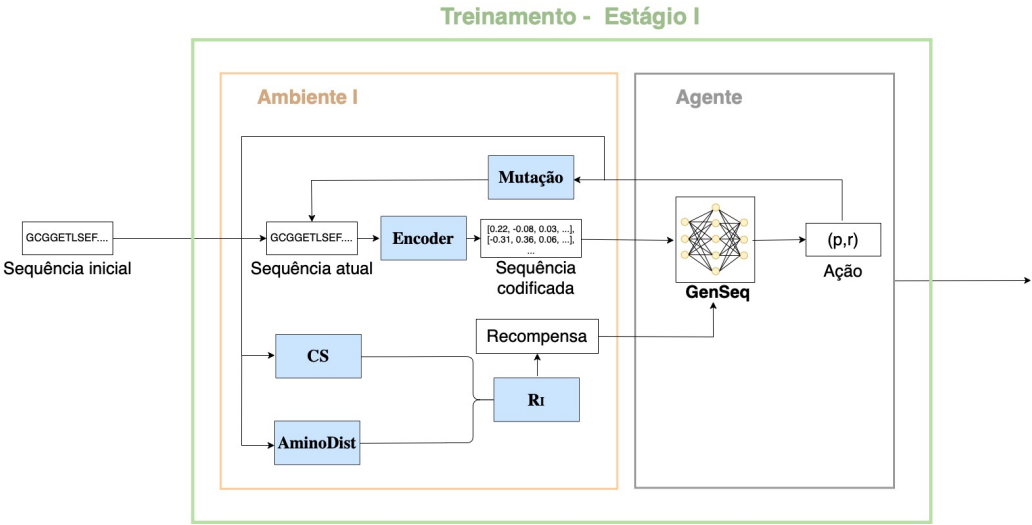 Treinamento - Estágio I
Ambiente I
Agente
Mutação
GCGGETLSEF....
Sequência inicial
GCGGETLSEF....
Sequência atual
Encoder
[0.22, -0.08, 0.03, ...],
[-0.31, 0.36, 0.06, ...],
...
Sequência
codificada
GenSeq
(p,r)
Ação
Recompensa
CS
RI
AminoDist